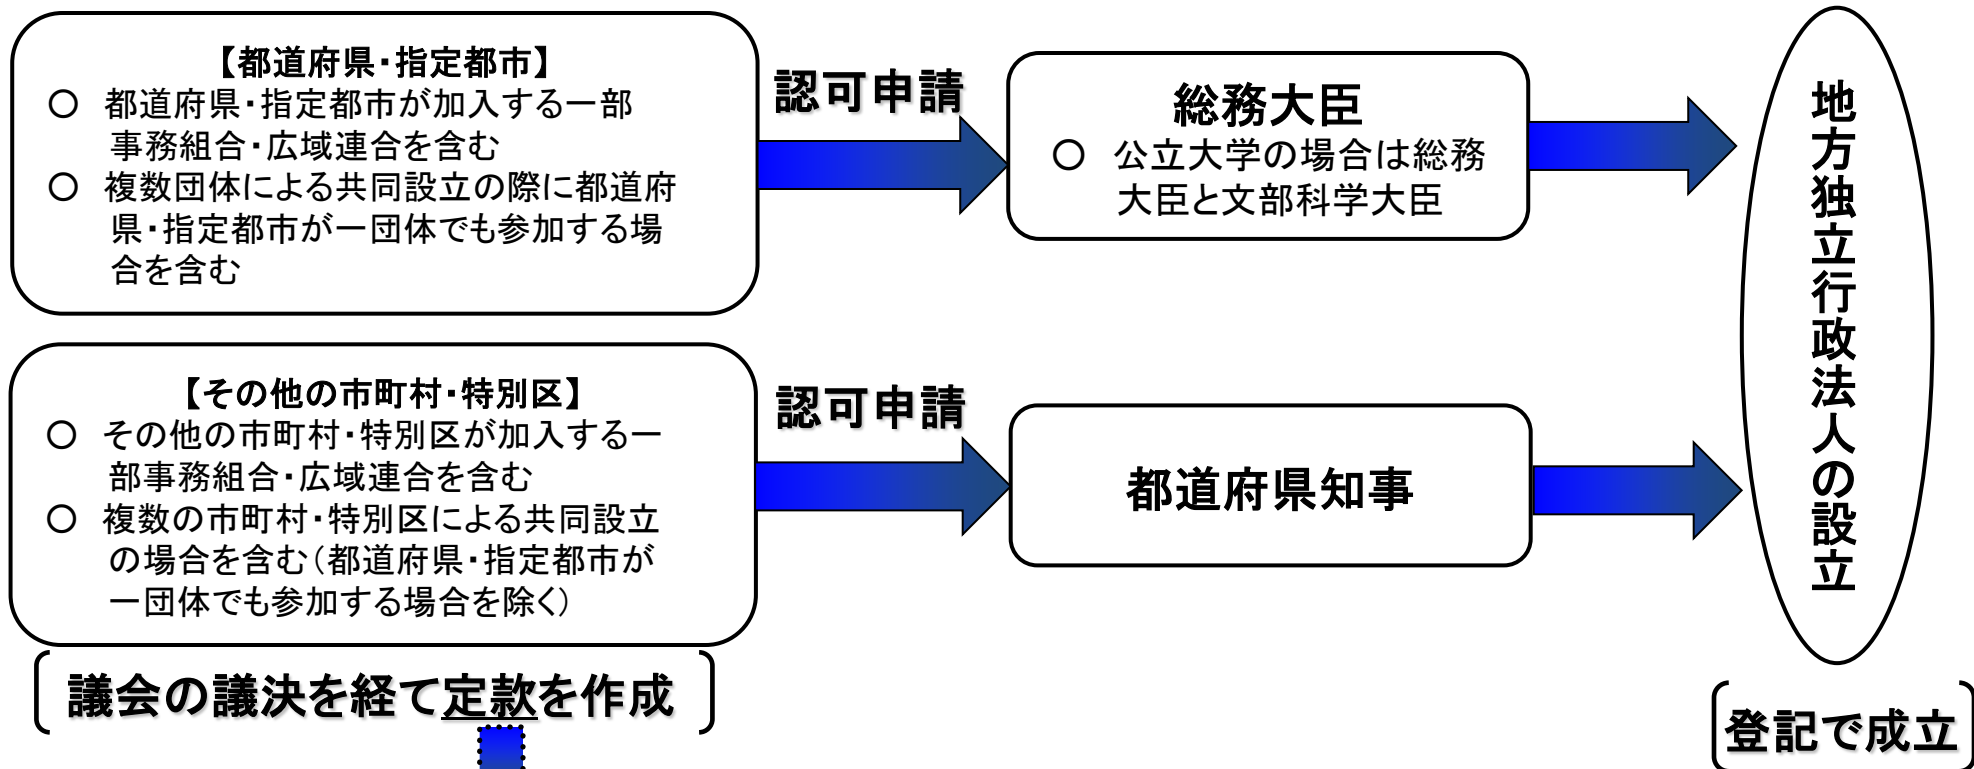 【都道府県・指定都市】
○ 都道府県・指定都市が加入する一部
事務組合・広域連合を含む
○ 複数団体による共同設立の際に都道府
県・指定都市が一団体でも参加する場
合を含む
認可申請
総務大臣
○ 公立大学の場合は総務
大臣と文部科学大臣
【その他の市町村・特別区】
○ その他の市町村・特別区が加入する一
部事務組合・広域連合を含む
○ 複数の市町村・特別区による共同設立
の場合を含む(都道府県・指定都市が
一団体でも参加する場合を除く)
認可申請
都道府県知事
地方独立行政法人の設立
議会の議決を経て定款を作成
登記で成立